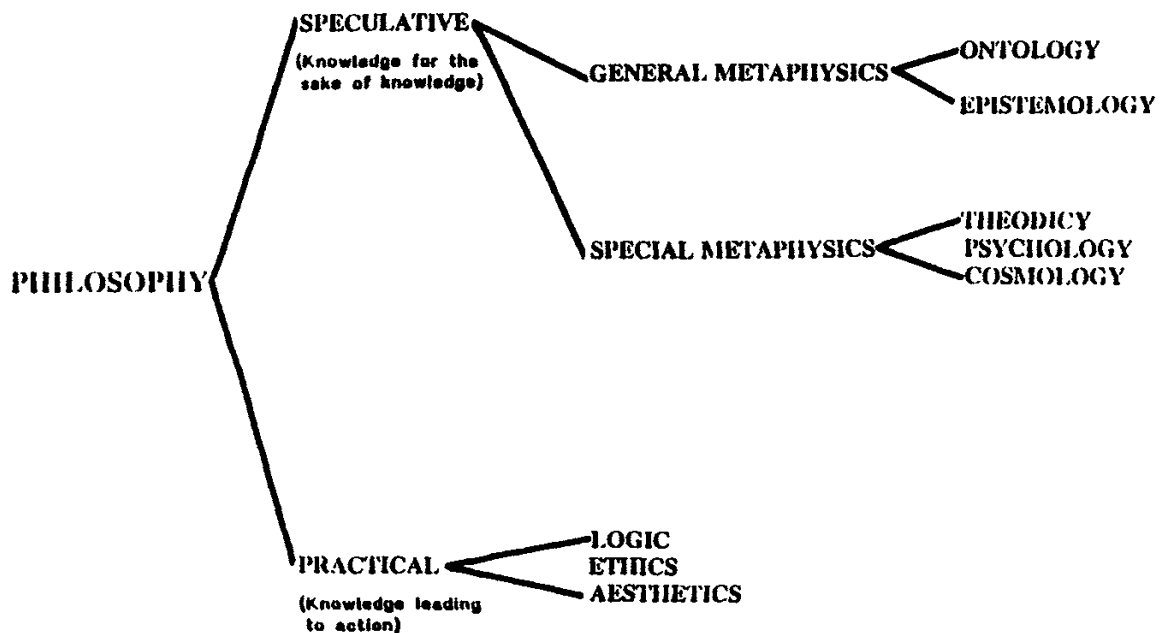 SPECULATIVE
(Knowledge for the
sake of knowledge)
GENERAL METAPHYSICS
ONTOLOGY
EPISTEMOLOGY
SPECIAL METAPHYSICS
THEODICY
PSYCHOLOGY
COSMOLOGY
PHILOSOPHY
PRACTICAL
(Knowledge leading
to action)
LOGIC
ETHICS
AESTHETICS